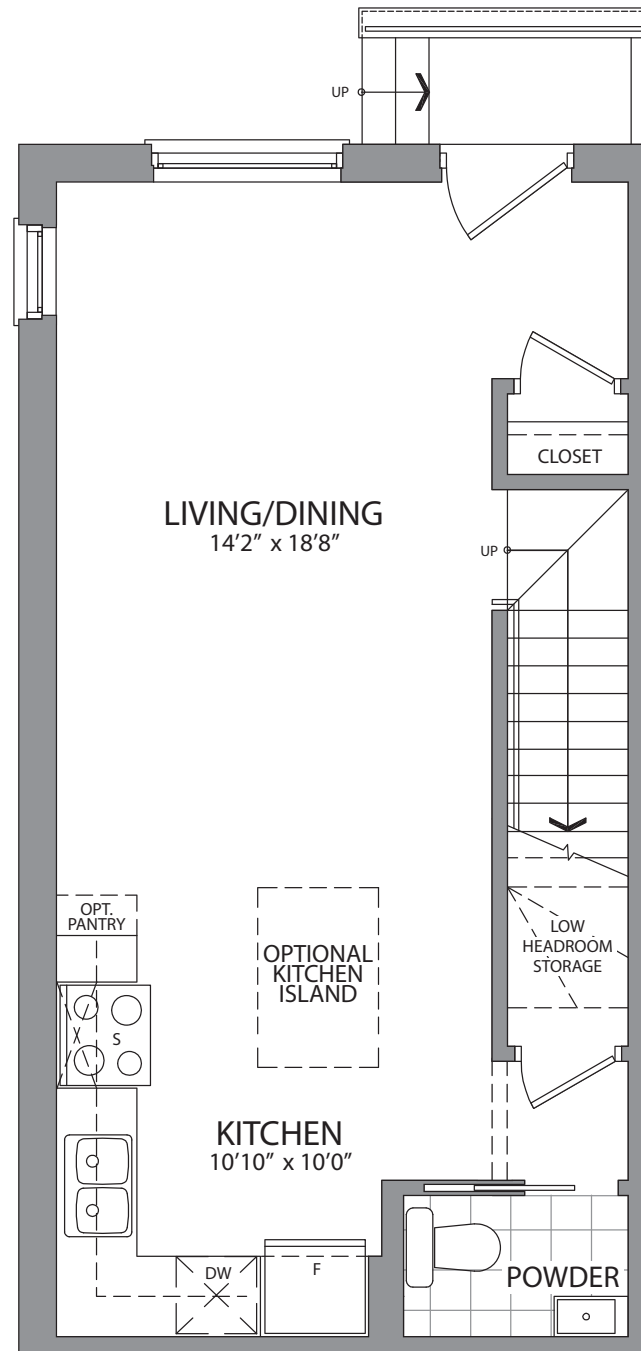 UP
CLOSET
LIVING/DINING
14'2" x 18'8"
UP
OPT.
PANTRY
OPTIONAL
KITCHEN
ISLAND
LOW
HEADROOM
STORAGE
S
KITCHEN
10'10" x 10'0"
DW
F
POWDER